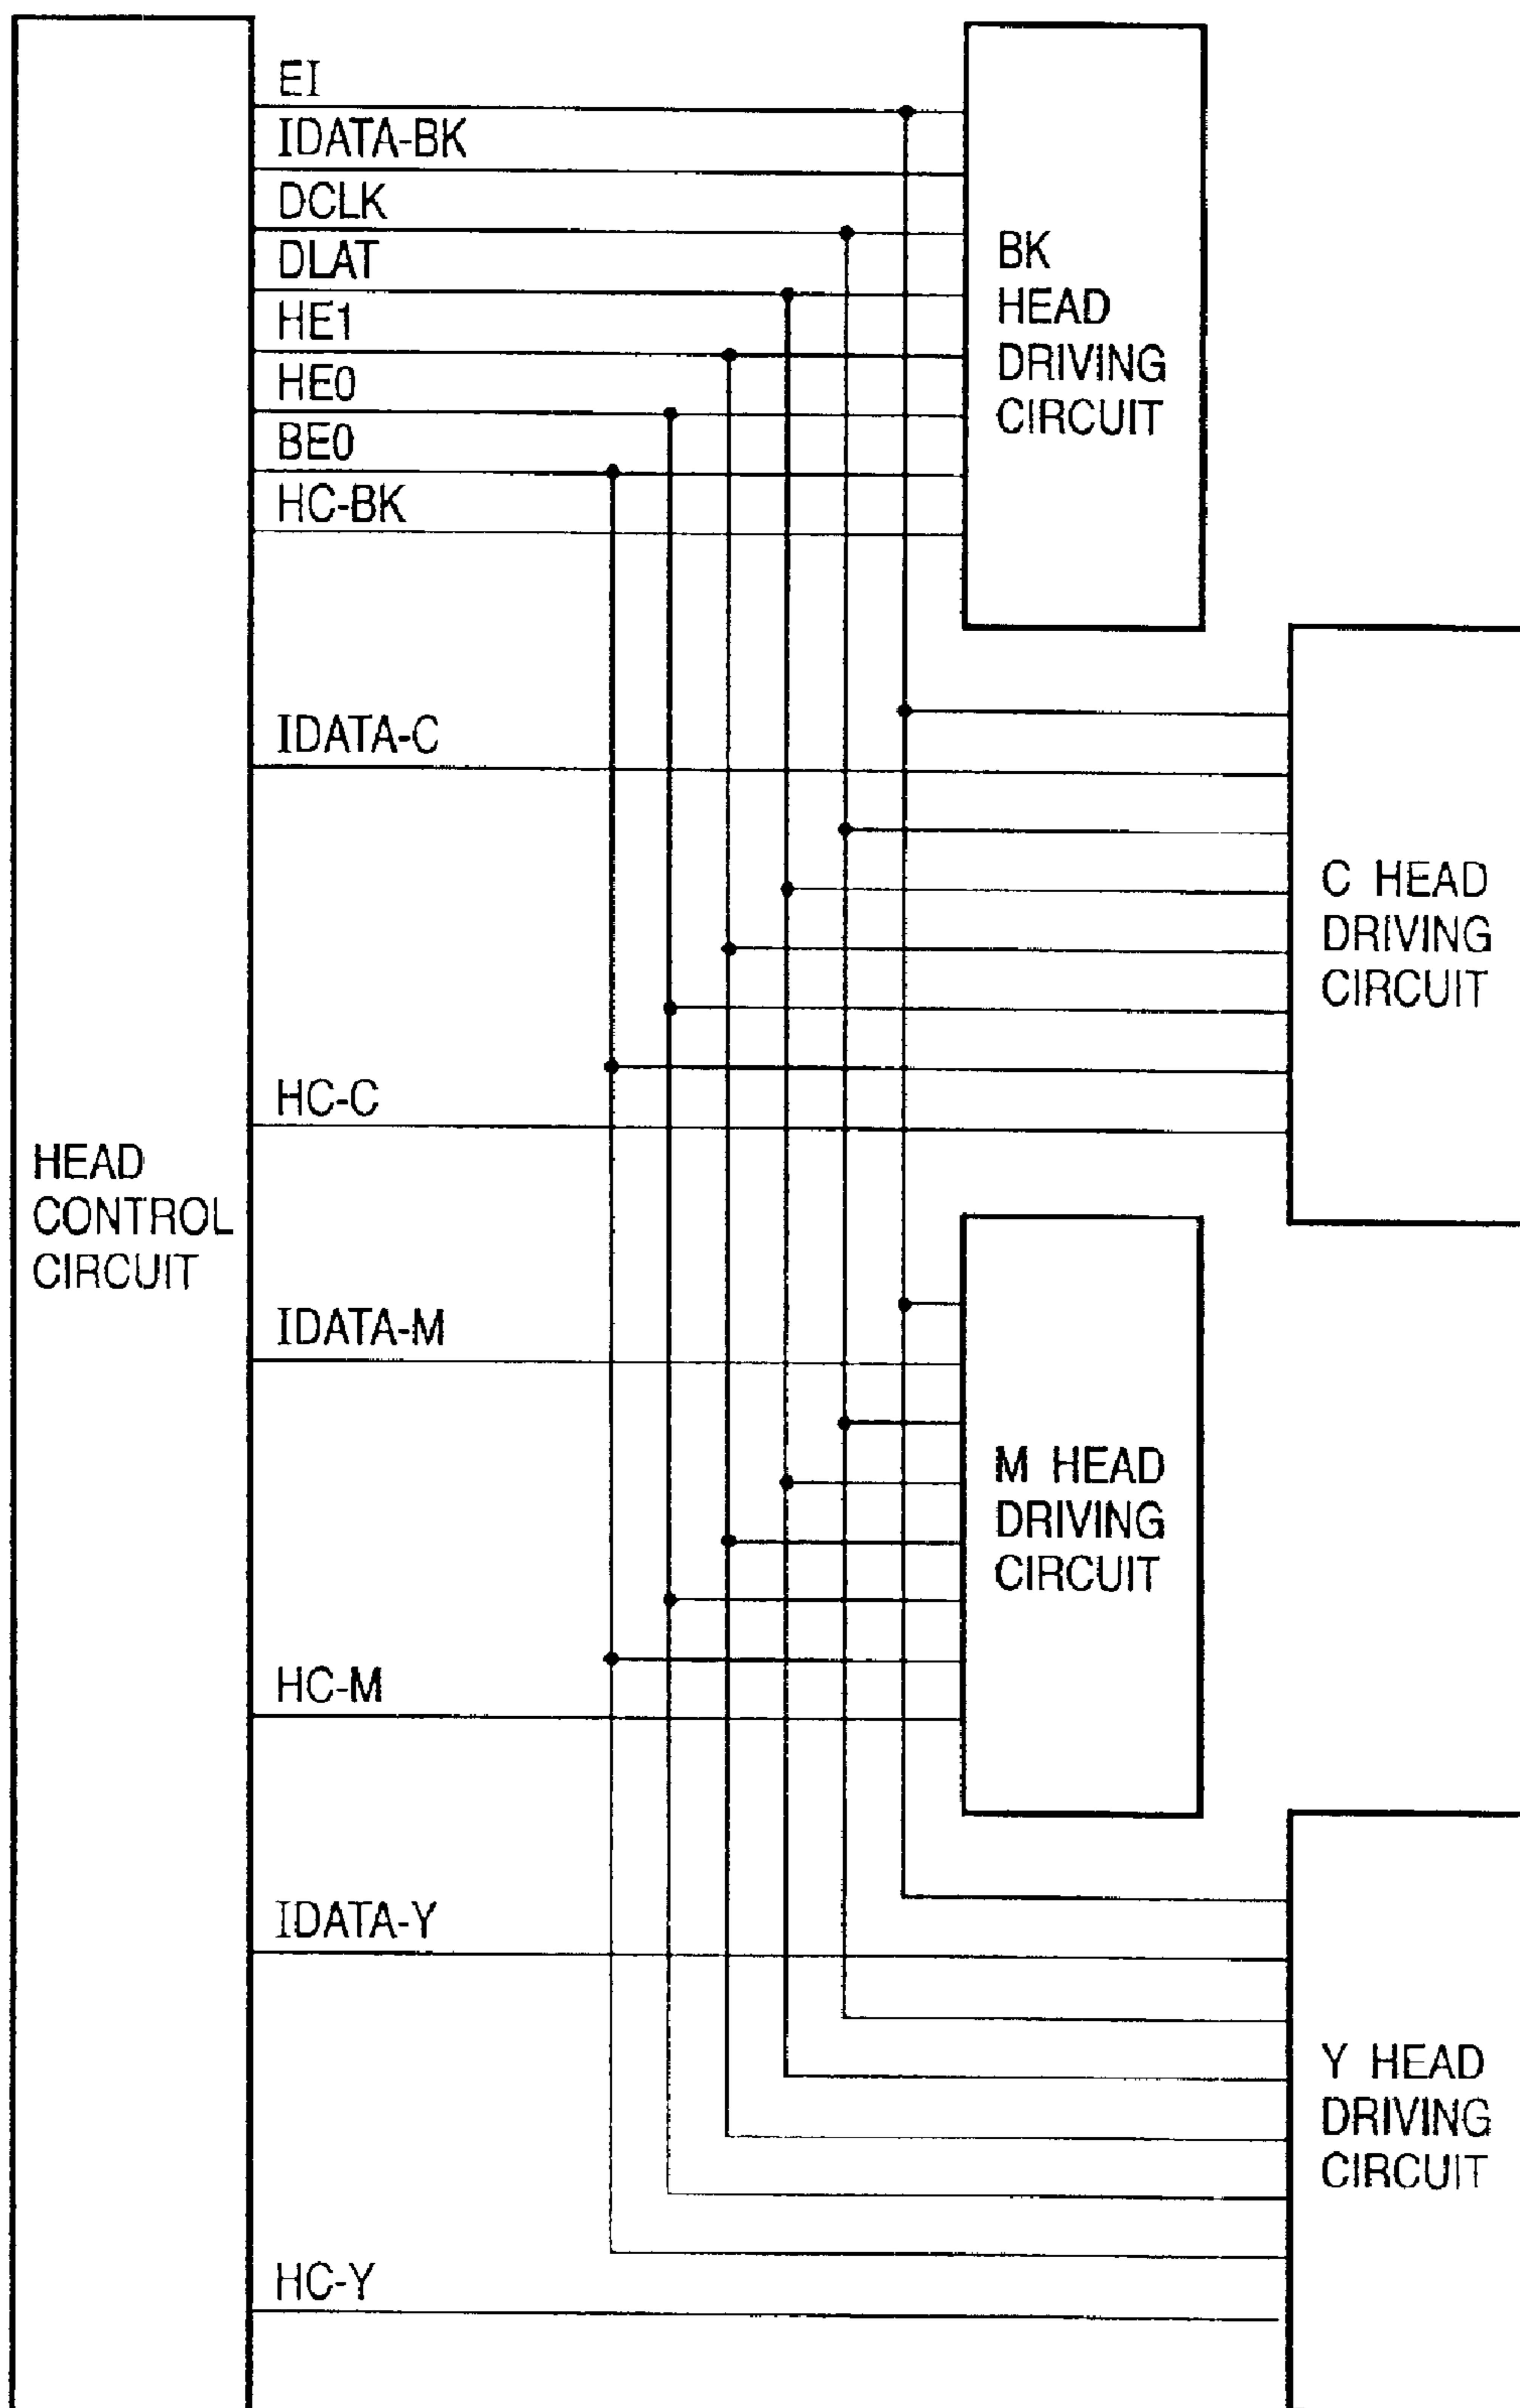 EI
IDATA-BK
DCLK
DLAT
HE1
HE0
BE0
HC-BK
BK
HEAD
DRIVING
CIRCUIT
IDATA-C
C HEAD
DRIVING
CIRCUIT
HC-C
HEAD
CONTROL
CIRCUIT
IDATA-M
M HEAD
DRIVING
CIRCUIT
HC-M
IDATA-Y
Y HEAD
DRIVING
CIRCUIT
HC-Y